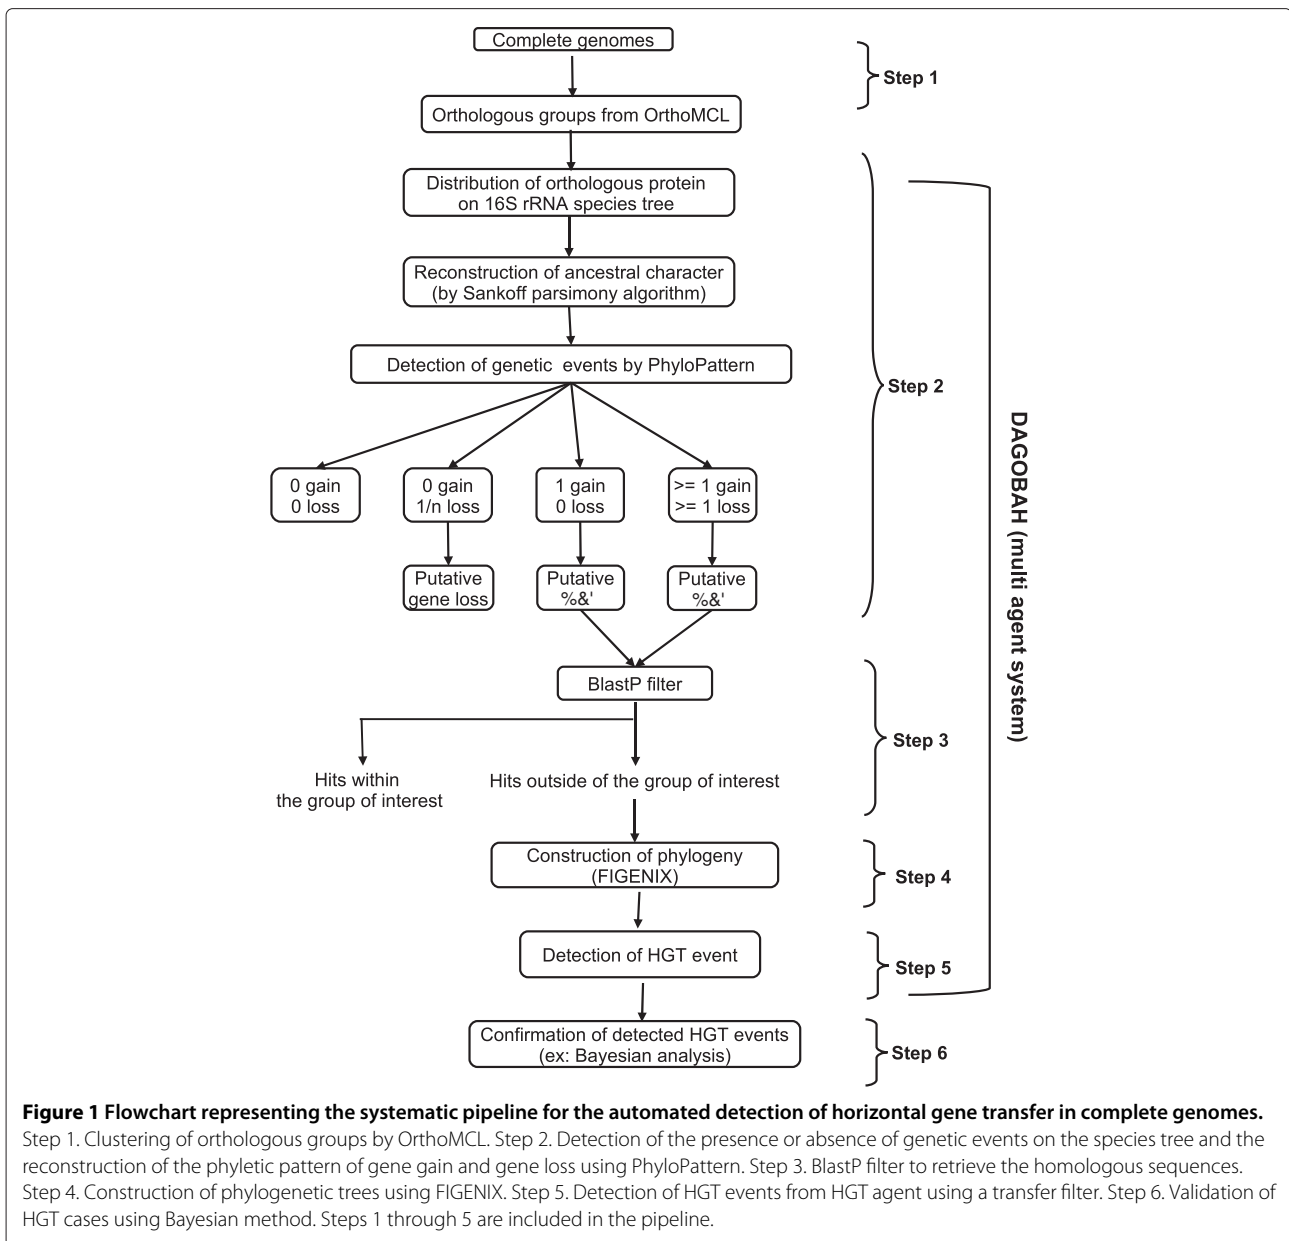 Complete genomes
Step 1
Orthologous groups from OrthoMCL
Distribution of orthologous protein
on 16S rRNA species tree
Reconstruction of ancestral character
(by Sankoff parsimony algorithm)
Detection of genetic events by PhyloPattern
Step 2
0 gain
0 loss
0 gain
1/n loss
1 gain
0 loss
>= 1 gain
>= 1 loss
Putative
gene loss
Putative
%&'
Putative
%&'
DAGOBAH (multi agent system)
BlastP filter
Step 3
Hits within
the group of interest
Hits outside of the group of interest
Construction of phylogeny
(FIGENIX)
Step 4
Detection of HGT event
Step 5
Confirmation of detected HGT events
(ex: Bayesian analysis)
Step 6
Figure 1 Flowchart representing the systematic pipeline for the automated detection of horizontal gene transfer in complete genomes.
Step 1. Clustering of orthologous groups by OrthoMCL. Step 2. Detection of the presence or absence of genetic events on the species tree and the
reconstruction of the phyletic pattern of gene gain and gene loss using PhyloPattern. Step 3. BlastP filter to retrieve the homologous sequences.
Step 4. Construction of phylogenetic trees using FIGENIX. Step 5. Detection of HGT events from HGT agent using a transfer filter. Step 6. Validation of
HGT cases using Bayesian method. Steps 1 through 5 are included in the pipeline.